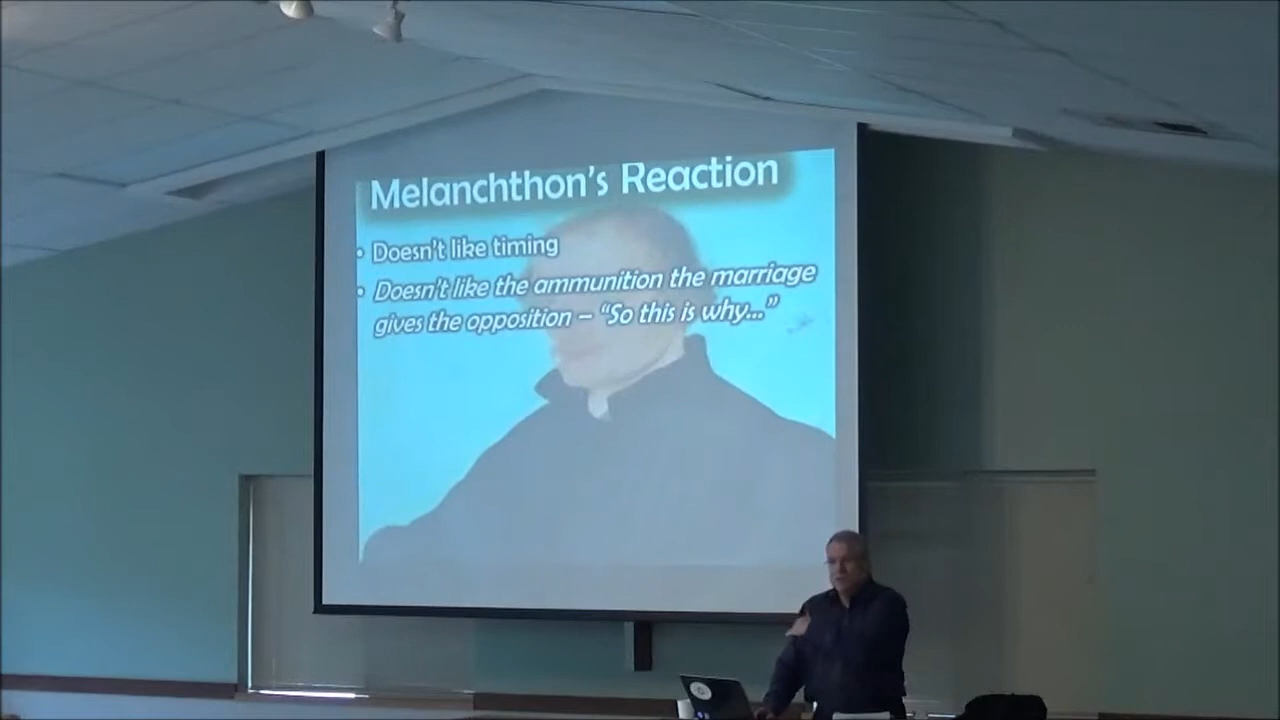 Melanchthon's Reaction
• Doesn't like timing
• Doesn't like the ammunition the marriage
gives the opposition – “So this is why...”